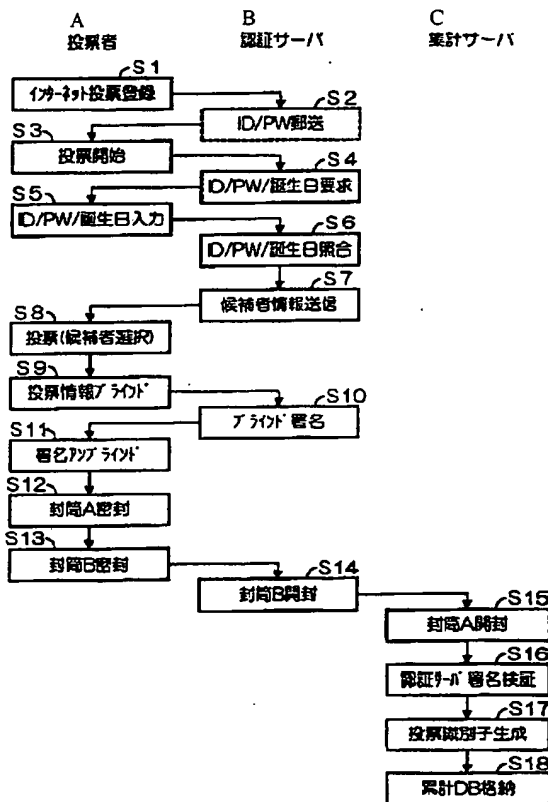 A
B
C
投票者
認証サーバ
集計サーバ
S1
インターネット投票登録
S2
ID/PW郵送
S3
投票開始
S4
ID/PW/誕生日要求
S5
ID/PW/誕生日入力
S6
ID/PW/誕生日照合
S7
候補者情報送信
S8
投票(候補者選択)
S9
投票情報ブラインド
S10
ブラインド署名
S11
署名アンブラインド
S12
封筒A密封
S13
封筒B密封
S14
封筒B開封
S15
封筒A開封
S16
認証サーバ署名検証
S17
投票識別子生成
S18
累計DB格納